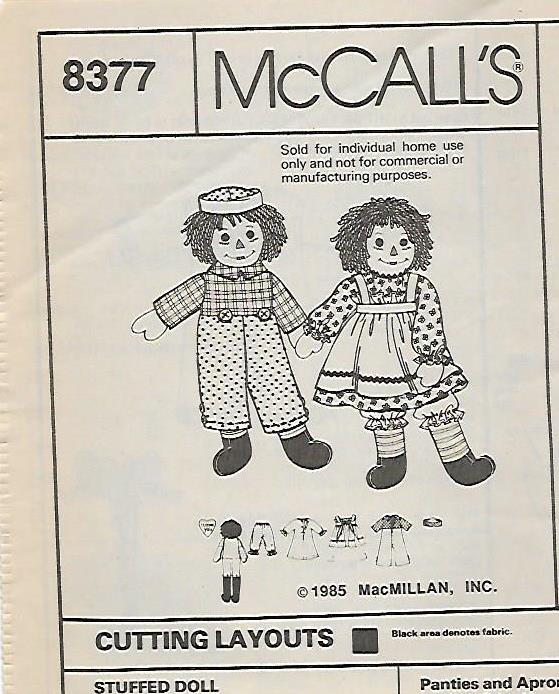 8377
McCALL'S®
Sold for individual home use
only and not for commercial or
manufacturing purposes.
© 1985 MacMILLAN, INC.
CUTTING LAYOUTS
Black area denotes fabric.
STUFFED DOLL
Panties and Apro